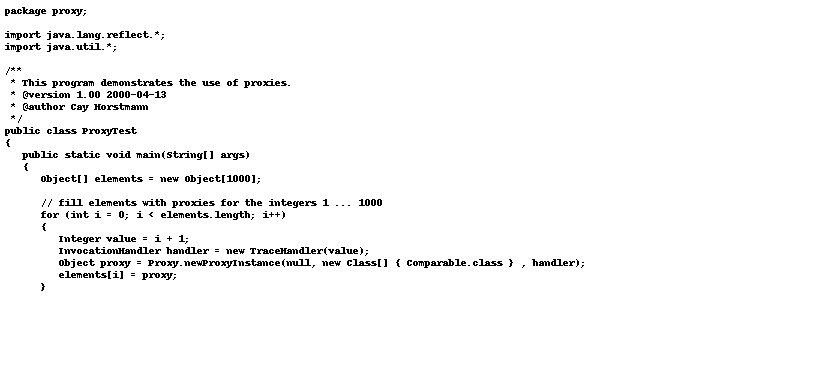 package proxy;

import java.lang.reflect.*;
import java.util.*;

/**
 * This program demonstrates the use of proxies.
 * @version 1.00 2000-04-13
 * @author Cay Horstmann
 */
public class ProxyTest
{
   public static void main(String[] args)
   {
      Object[] elements = new Object[1000];

      // fill elements with proxies for the integers 1 ... 1000
      for (int i = 0; i < elements.length; i++)
      {
         Integer value = i + 1;
         InvocationHandler handler = new TraceHandler(value);
         Object proxy = Proxy.newProxyInstance(null, new Class[] { Comparable.class } , handler);
         elements[i] = proxy;
      }